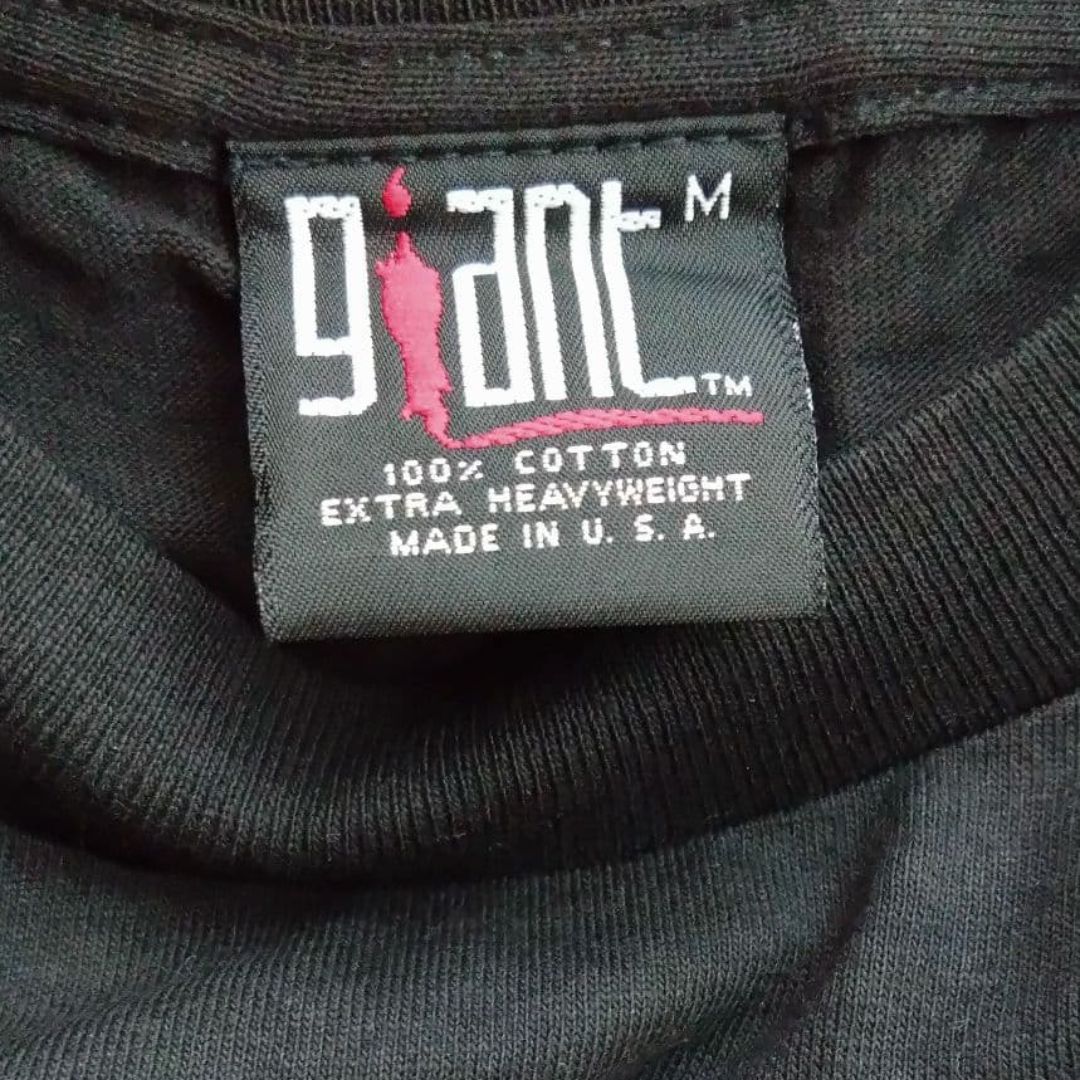 giant M
TM
100% COTTON
EXTRA HEAVYWEIGHT
MADE IN U. S. A.